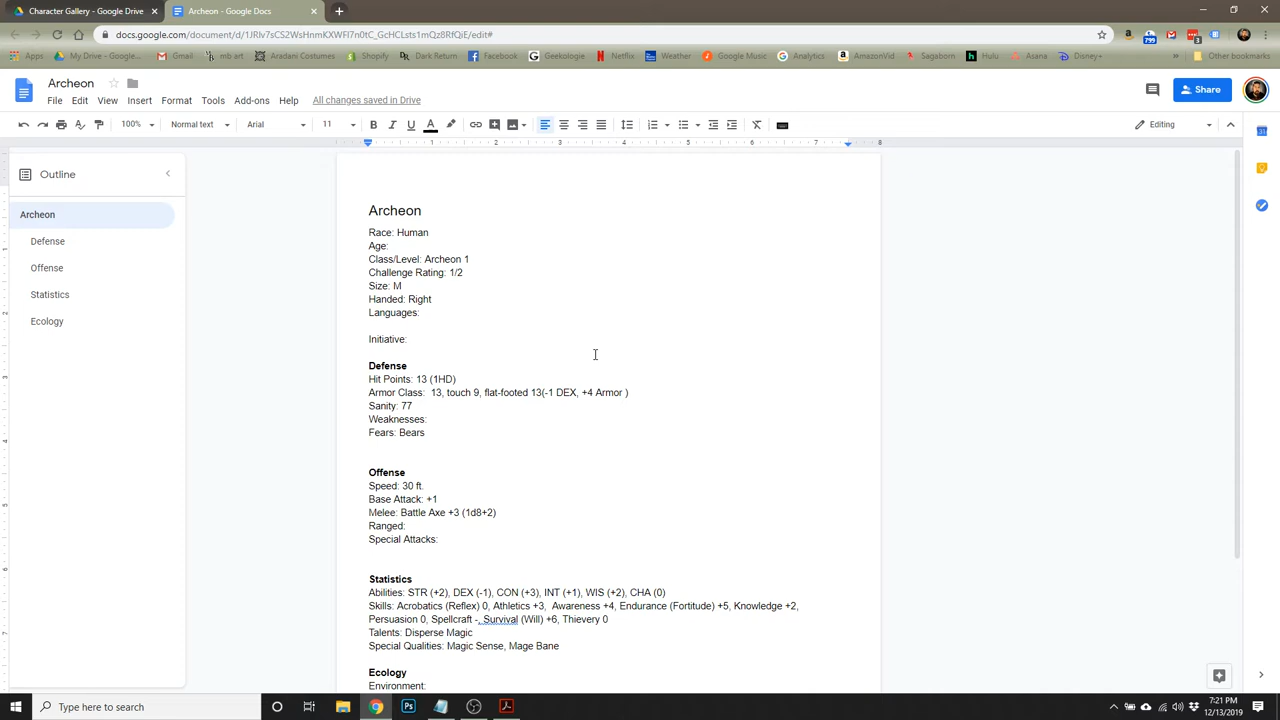 Character Gallery - Google Drive
Archeon - Google Docs
docs.google.com/document/d/1JRIv7sCS2WsHnmKXWFl7n0tC_GcHCLsts1mQz8RfQiE/edit#
Apps My Drive - Google... Gmail mb art Aradani Costumes Shopify Dark Return Facebook Geekologie Netflix Weather Google Music Analytics AmazonVid Sagaborn Hulu Asana Disney+ » Other bookmarks
Archeon
File Edit View Insert Format Tools Add-ons Help All changes saved in Drive
Share
100% Normal text Arial 11 B I U A Editing
1 2 3 4 5 6 7 8
Outline
Archeon
Defense
Offense
Statistics
Ecology
Archeon
Race: Human
Age:
Class/Level: Archeon 1
Challenge Rating: 1/2
Size: M
Handed: Right
Languages:
Initiative:
Defense
Hit Points: 13 (1HD)
Armor Class: 13, touch 9, flat-footed 13(-1 DEX, +4 Armor )
Sanity: 77
Weaknesses:
Fears: Bears
Offense
Speed: 30 ft.
Base Attack: +1
Melee: Battle Axe +3 (1d8+2)
Ranged:
Special Attacks:
Statistics
Abilities: STR (+2), DEX (-1), CON (+3), INT (+1), WIS (+2), CHA (0)
Skills: Acrobatics (Reflex) 0, Athletics +3, Awareness +4, Endurance (Fortitude) +5, Knowledge +2,
Persuasion 0, Spellcraft -, Survival (Will) +6, Thievery 0
Talents: Disperse Magic
Special Qualities: Magic Sense, Mage Bane
Ecology
Environment:
Type here to search
7:21 PM
12/13/2019